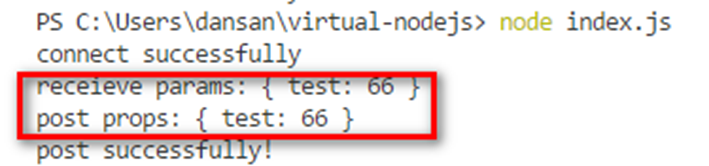 PS C:\Users\dansan\virtual-nodejs> node index.js
connect successfully
receieve params: { test: 66 }
post props: { test: 66 }
post successfully!